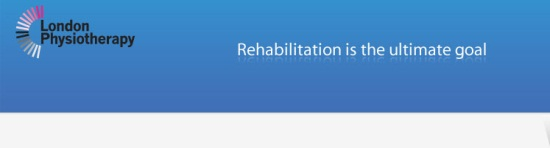 London
Physiotherapy
Rehabilitation is the ultimate goal